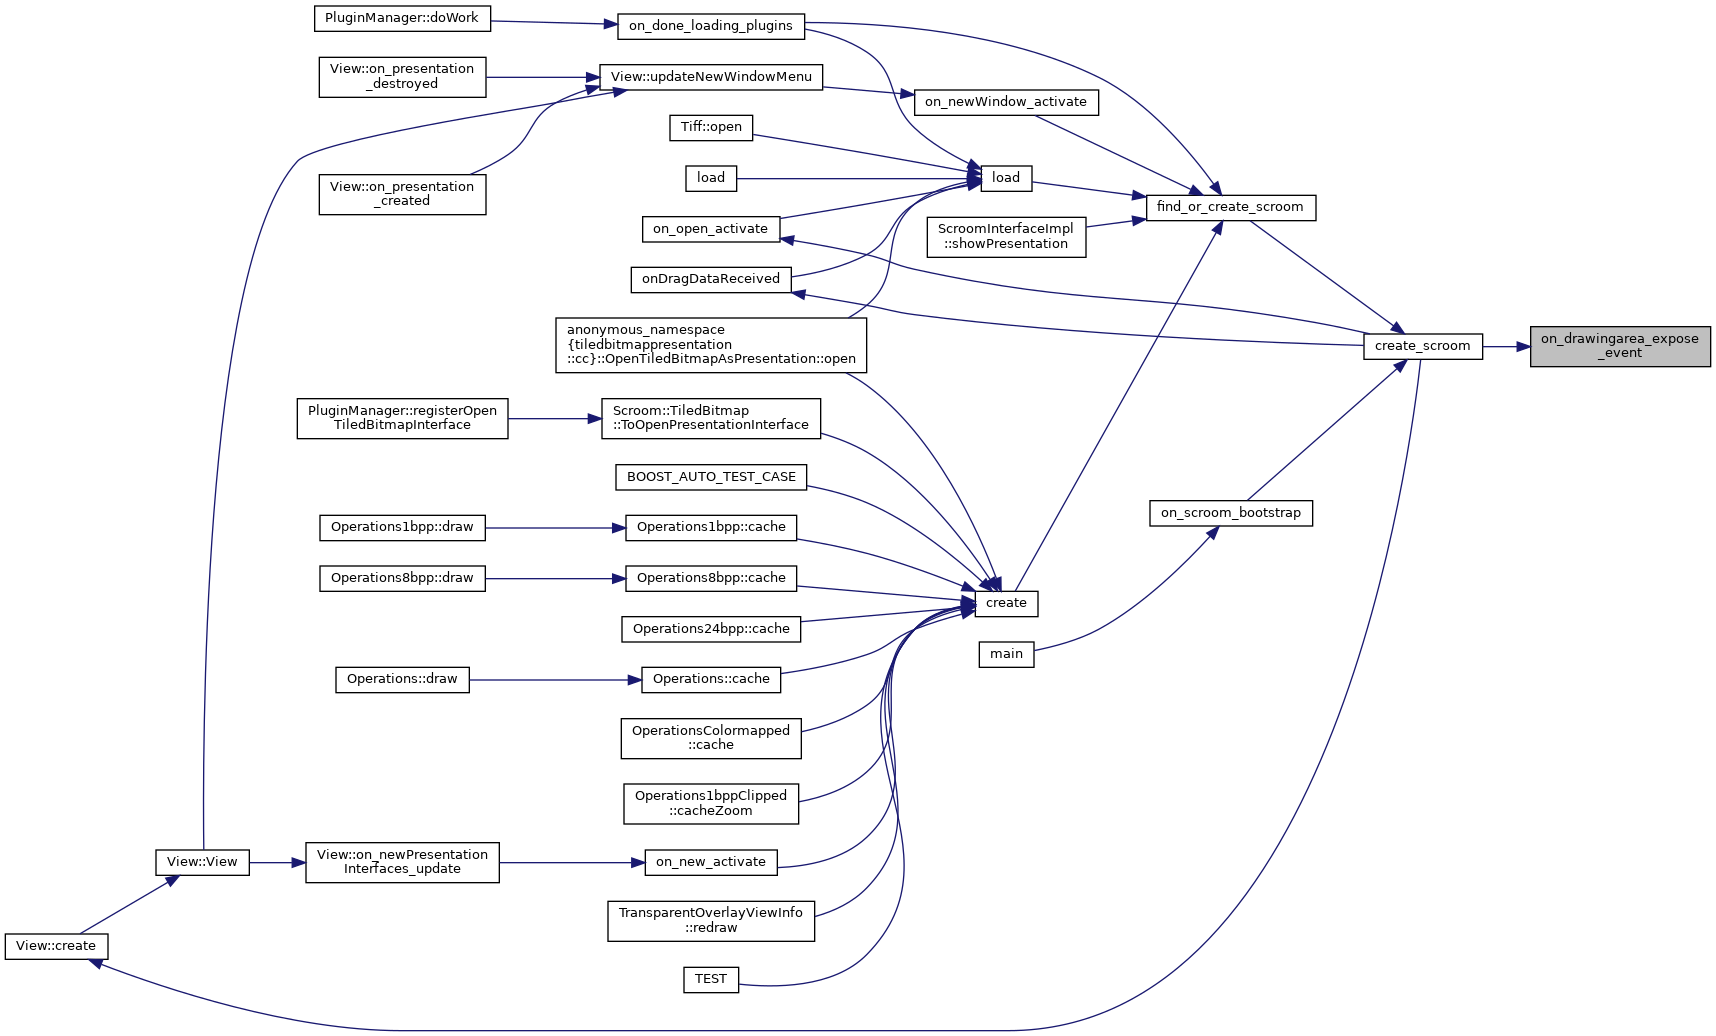 PluginManager::doWork
on_done_loading_plugins
View::on_presentation
_destroyed
View::updateNewWindowMenu
on_newWindow_activate
Tiff::open
load
load
View::on_presentation
_created
find_or_create_scroom
on_open_activate
ScroomInterfaceImpl
::showPresentation
onDragDataReceived
anonymous_namespace
{tiledbitmappresentation
::cc}::OpenTiledBitmapAsPresentation::open
create_scroom
on_drawingarea_expose
_event
PluginManager::registerOpen
TiledBitmapInterface
Scroom::TiledBitmap
::ToOpenPresentationInterface
BOOST_AUTO_TEST_CASE
Operations1bpp::draw
Operations1bpp::cache
on_scroom_bootstrap
Operations8bpp::draw
Operations8bpp::cache
create
Operations24bpp::cache
main
Operations::draw
Operations::cache
OperationsColormapped
::cache
Operations1bppClipped
::cacheZoom
View::View
View::on_newPresentation
Interfaces_update
on_new_activate
TransparentOverlayViewInfo
::redraw
View::create
TEST